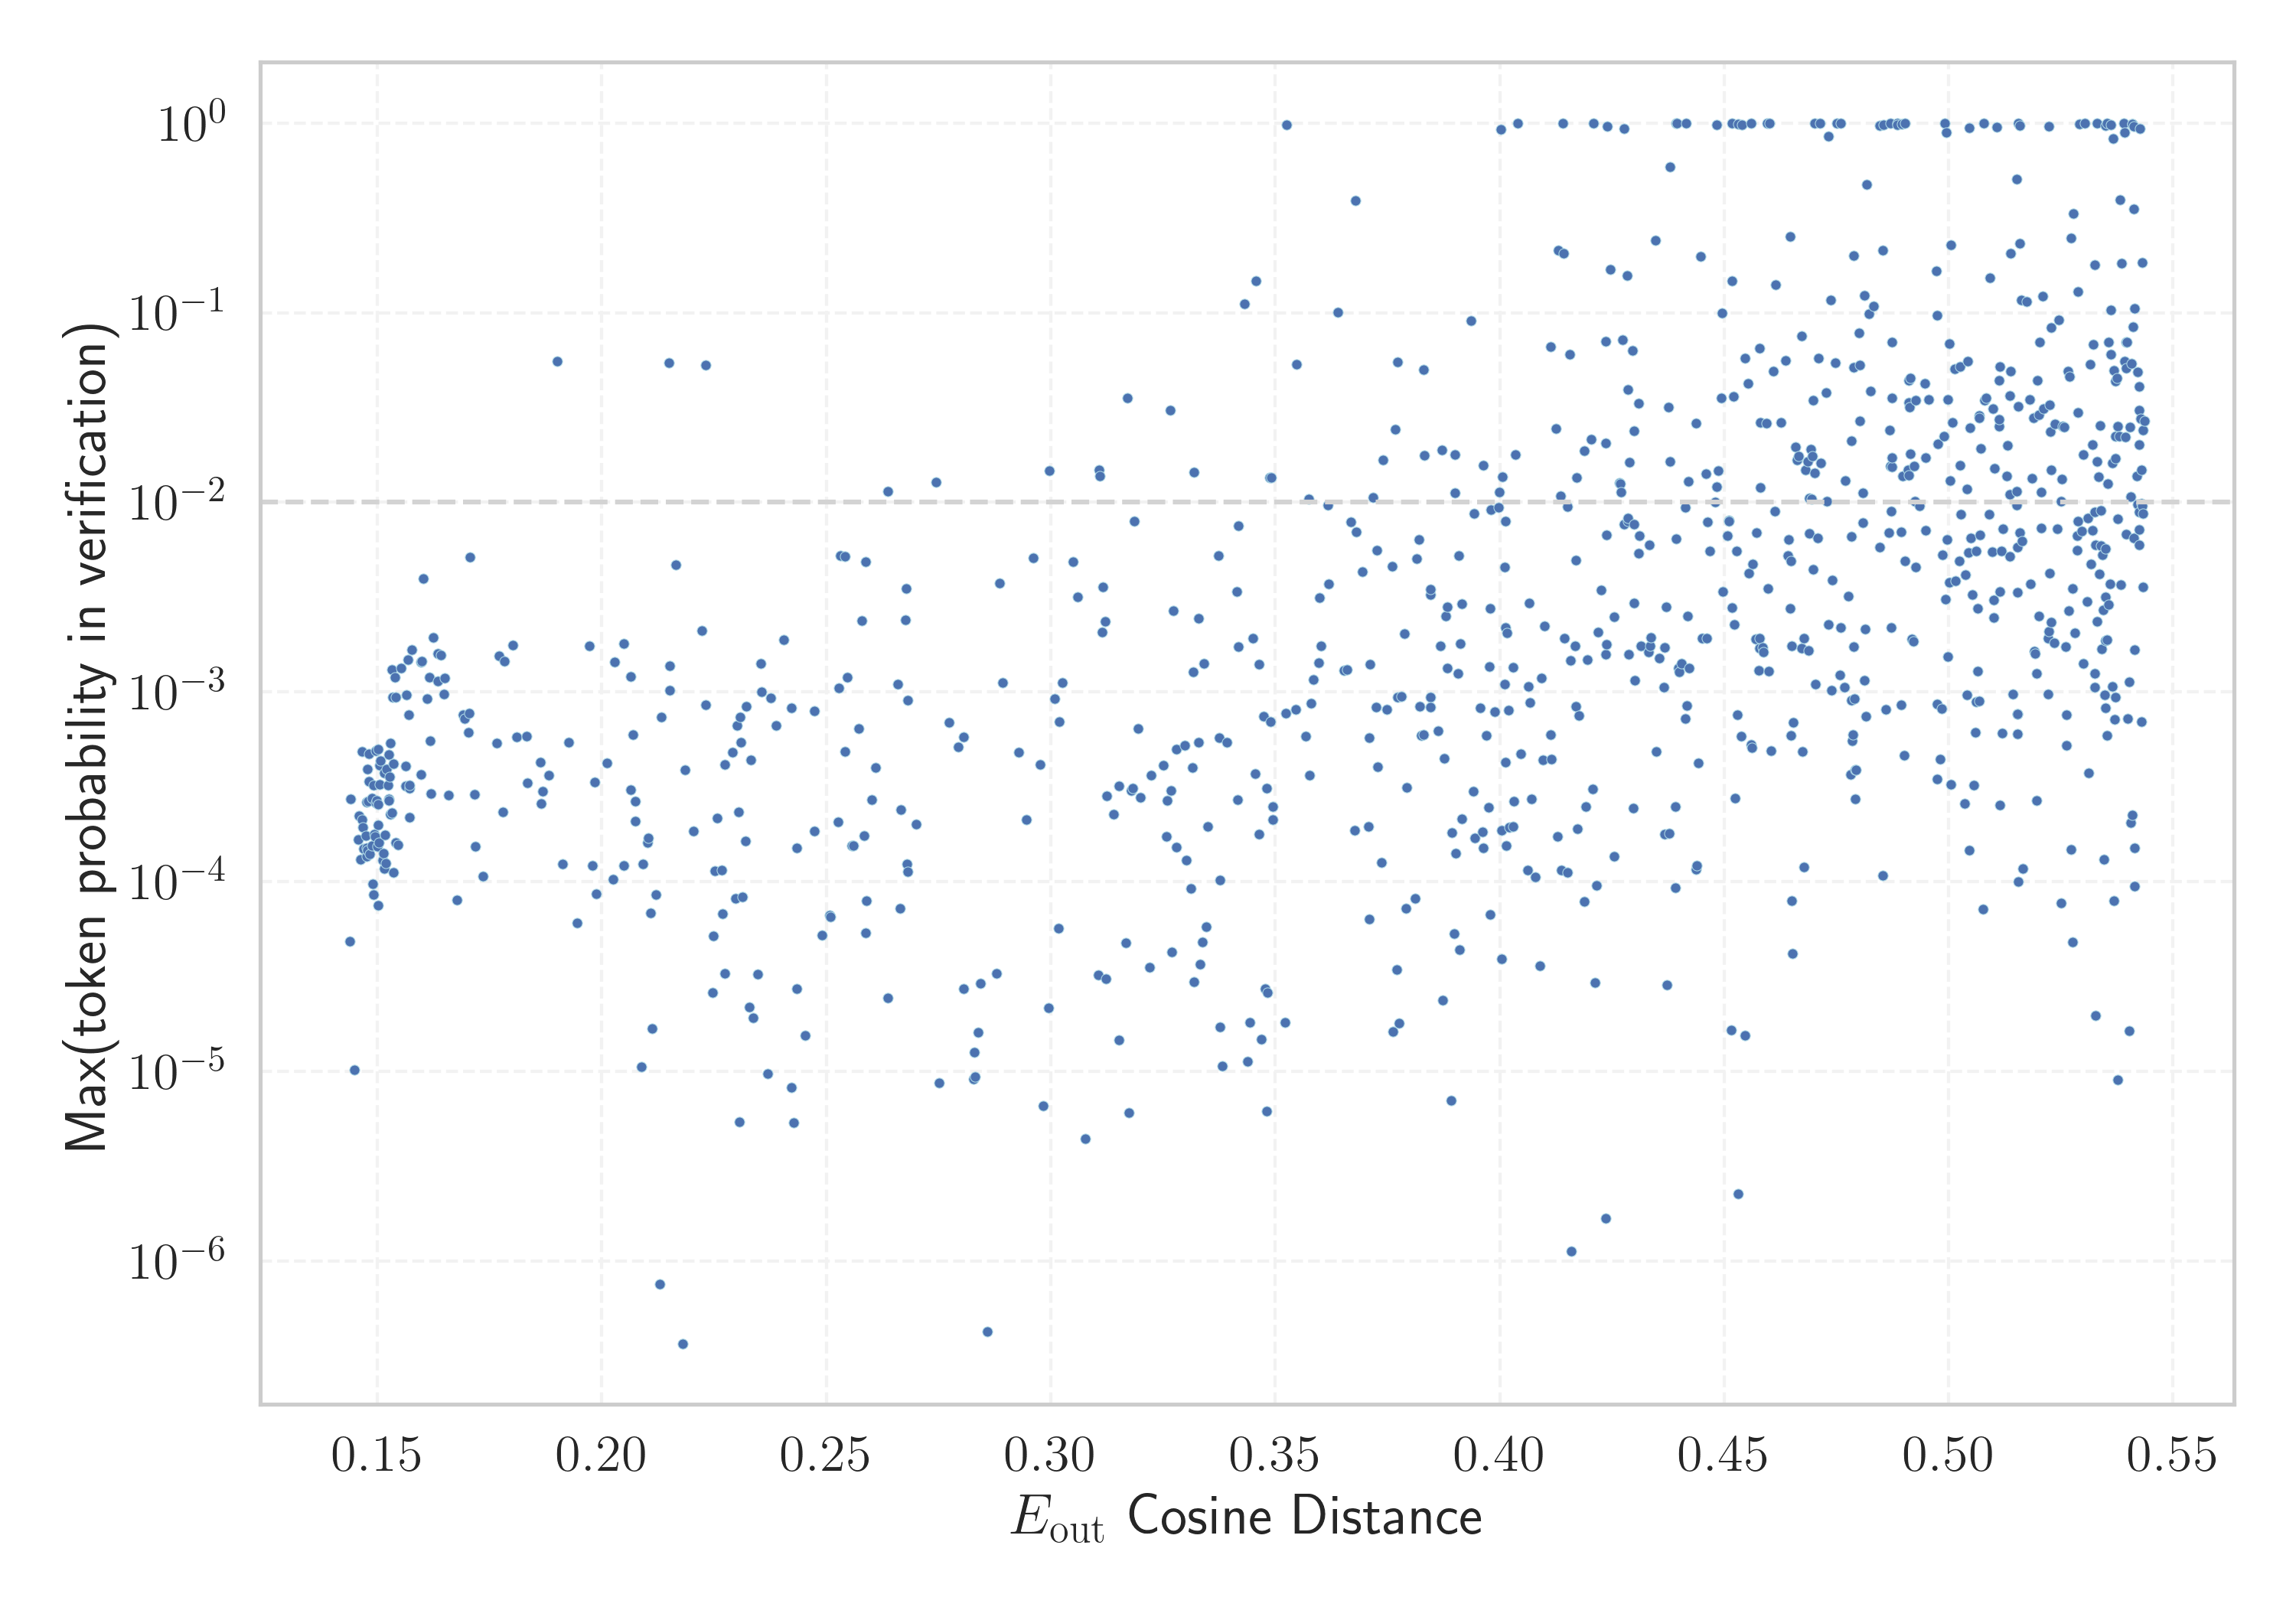 Max(token probability in verification)
10⁰
10⁻¹
10⁻²
10⁻³
10⁻⁴
10⁻⁵
10⁻⁶
0.15 0.20 0.25 0.30 0.35 0.40 0.45 0.50 0.55
E_out Cosine Distance